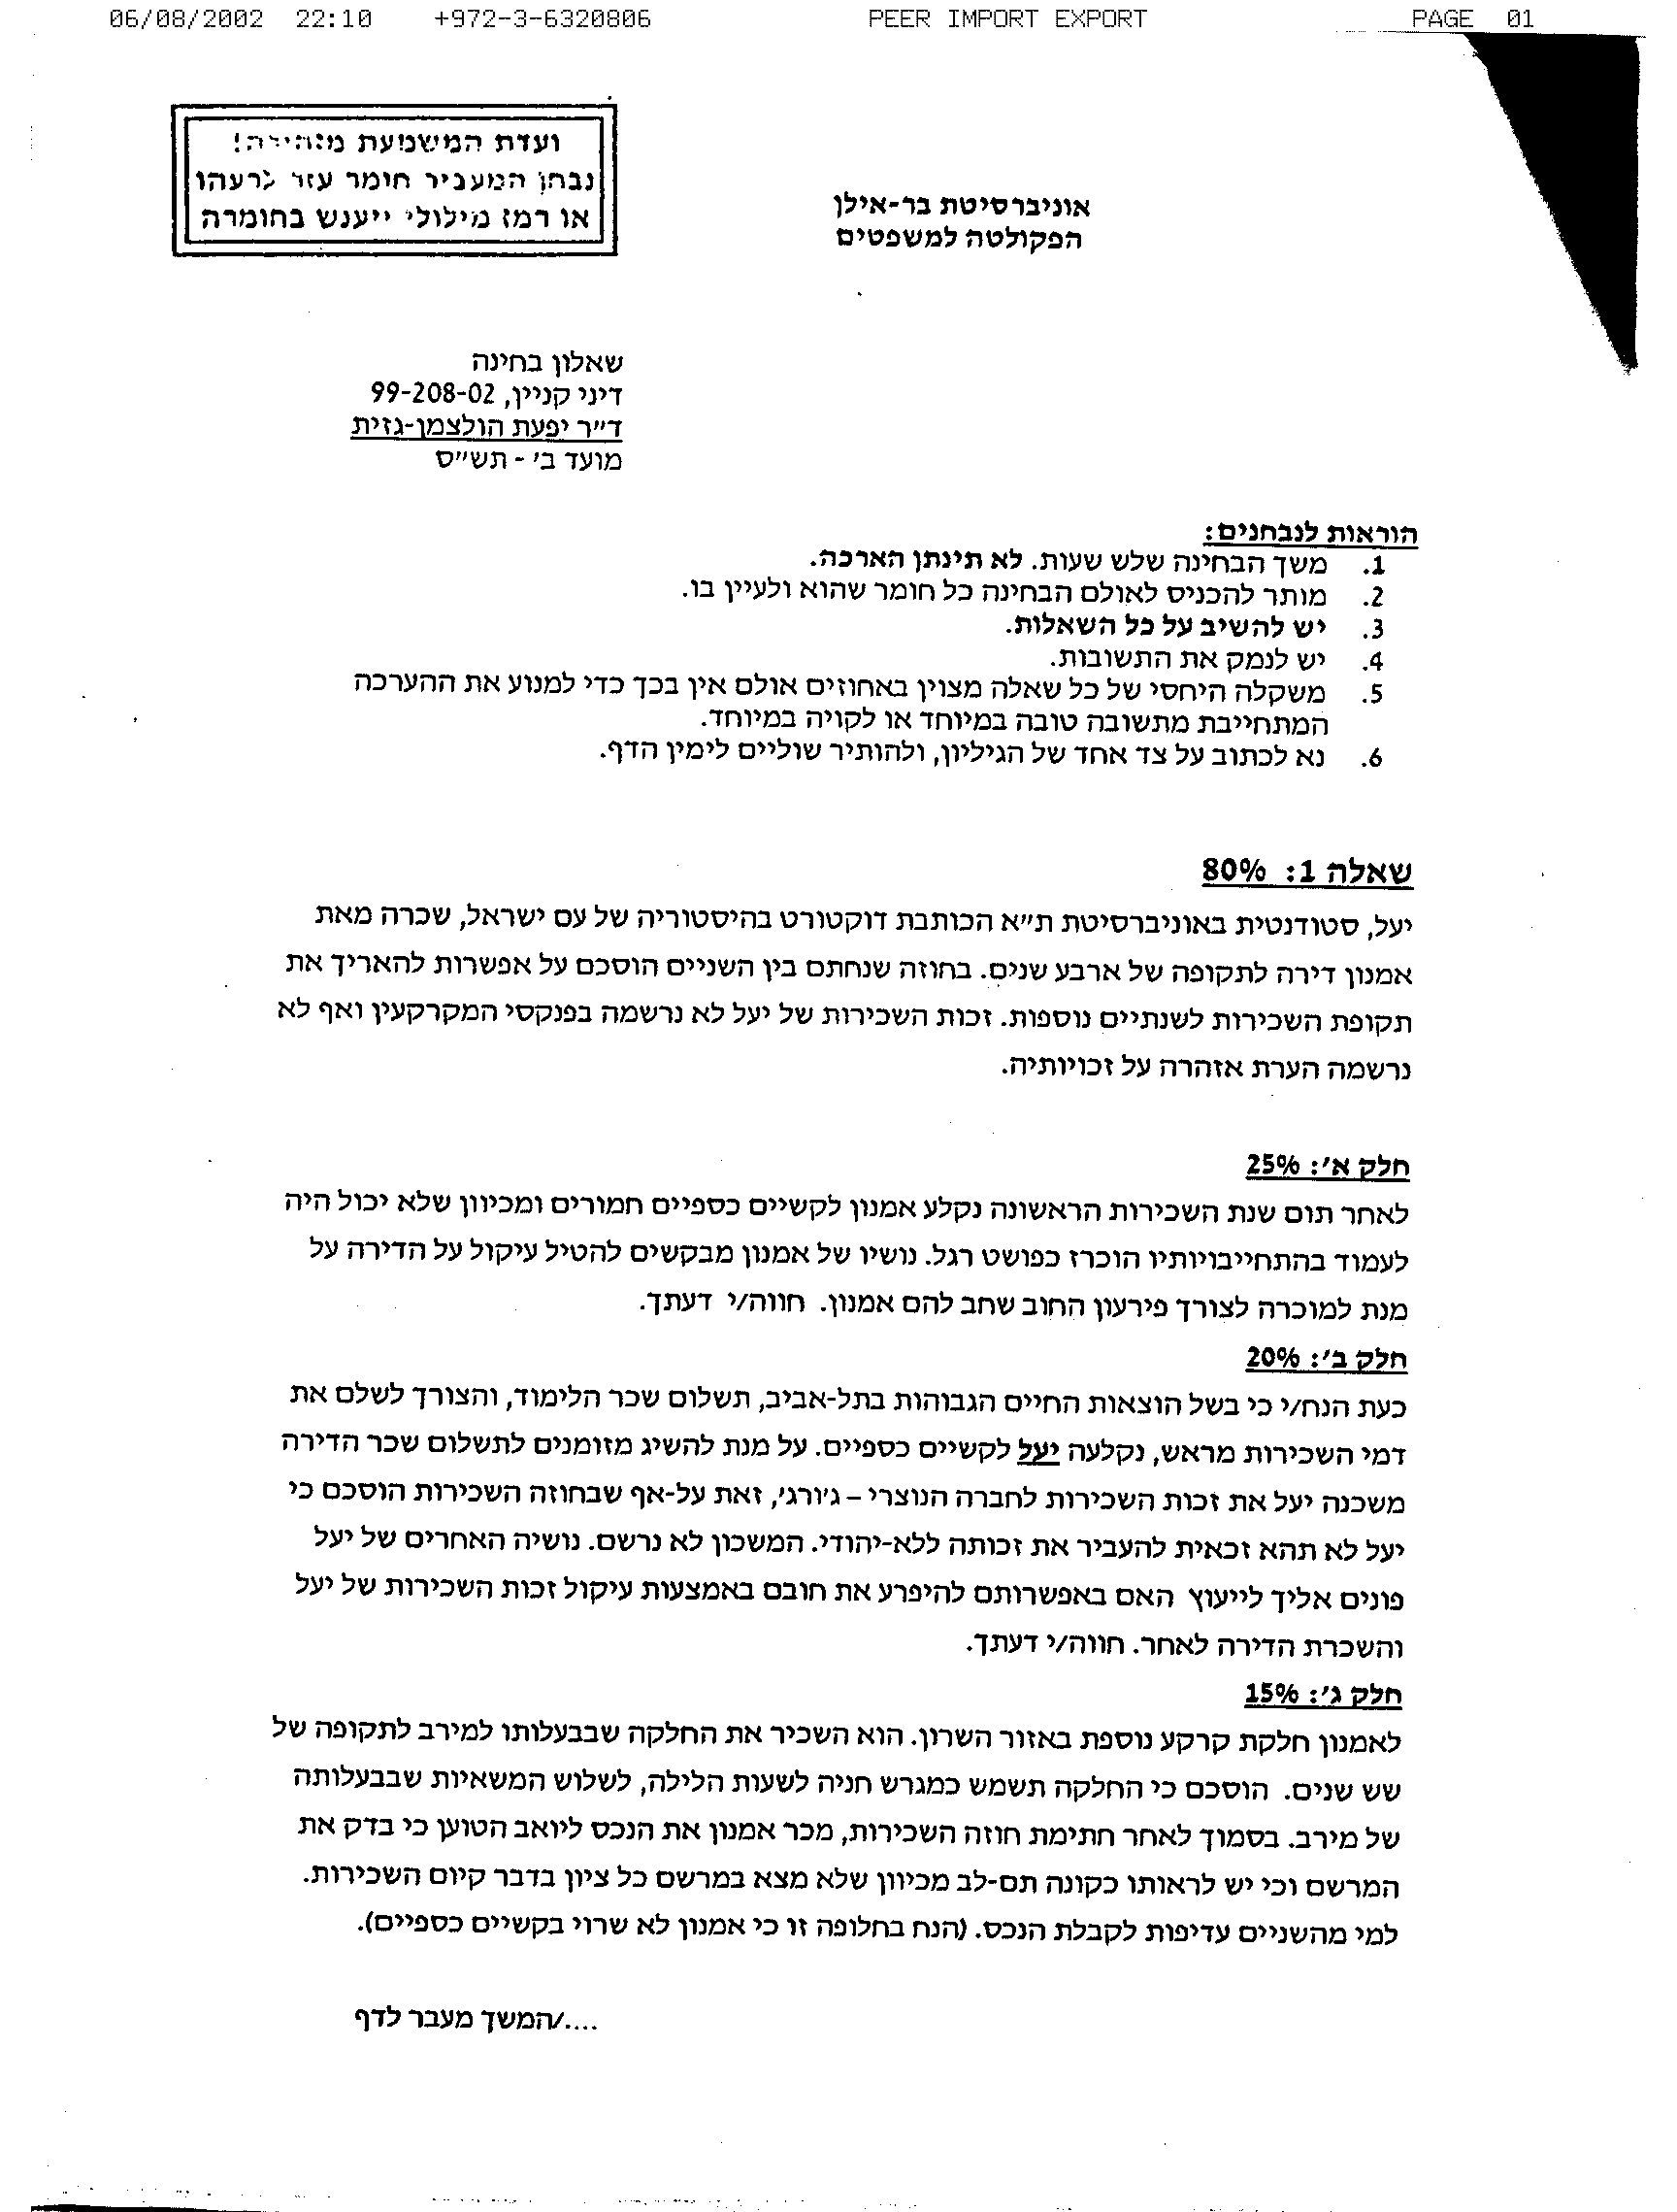 06/08/2002 22:10 +972-3-6320806 PEER IMPORT EXPORT PAGE 01
ועדת המשמעת מזהירה!
נבחן המעביר חומר עזר לרעהו
או רמז מילולי ייענש בחומרה
אוניברסיטת בר-אילן
הפקולטה למשפטים
שאלון בחינה
דיני קניין, 99-208-02
ד״ר יפעת הולצמן-גזית
מועד ב׳ - תש״ס
הוראות לנבחנים:
1. משך הבחינה שלש שעות. לא תינתן הארכה.
2. מותר להכניס לאולם הבחינה כל חומר שהוא ולעיין בו.
3. יש להשיב על כל השאלות.
4. יש לנמק את התשובות.
5. משקלה היחסי של כל שאלה מצוין באחוזים אולם אין בכך כדי למנוע את ההערכה
המתחייבת מתשובה טובה במיוחד או לקויה במיוחד.
6. נא לכתוב על צד אחד של הגיליון, ולהותיר שוליים לימין הדף.
שאלה 1: 80%
יעל, סטודנטית באוניברסיטת ת״א הכותבת דוקטורט בהיסטוריה של עם ישראל, שכרה מאת
אמנון דירה לתקופה של ארבע שנים. בחוזה שנחתם בין השניים הוסכם על אפשרות להאריך את
תקופת השכירות לשנתיים נוספות. זכות השכירות של יעל לא נרשמה בפנקסי המקרקעין ואף לא
נרשמה הערת אזהרה על זכויותיה.
חלק א׳: 25%
לאחר תום שנת השכירות הראשונה נקלע אמנון לקשיים כספיים חמורים ומכיוון שלא יכול היה
לעמוד בהתחייבויותיו הוכרז כפושט רגל. נושיו של אמנון מבקשים להטיל עיקול על הדירה על
מנת למוכרה לצורך פירעון החוב שחב להם אמנון. חווה/י דעתך.
חלק ב׳: 20%
כעת הנח/י כי בשל הוצאות החיים הגבוהות בתל-אביב, תשלום שכר הלימוד, והצורך לשלם את
דמי השכירות מראש, נקלעה יעל לקשיים כספיים. על מנת להשיג מזומנים לתשלום שכר הדירה
משכנה יעל את זכות השכירות לחברה הנוצרי – ג׳ורג׳, זאת על-אף שבחוזה השכירות הוסכם כי
יעל לא תהא זכאית להעביר את זכותה ללא-יהודי. המשכון לא נרשם. נושיה האחרים של יעל
פונים אליך לייעוץ האם באפשרותם להיפרע את חובם באמצעות עיקול זכות השכירות של יעל
והשכרת הדירה לאחר. חווה/י דעתך.
חלק ג׳: 15%
לאמנון חלקת קרקע נוספת באזור השרון. הוא השכיר את החלקה שבבעלותו למירב לתקופה של
שש שנים. הוסכם כי החלקה תשמש כמגרש חניה לשעות הלילה, לשלוש המשאיות שבבעלותה
של מירב. בסמוך לאחר חתימת חוזה השכירות, מכר אמנון את הנכס ליואב הטוען כי בדק את
המרשם וכי יש לראותו כקונה תם-לב מכיוון שלא מצא במרשם כל ציון בדבר קיום השכירות.
למי מהשניים עדיפות לקבלת הנכס. (הנח בחלופה זו כי אמנון לא שרוי בקשיים כספיים).
..../המשך מעבר לדף